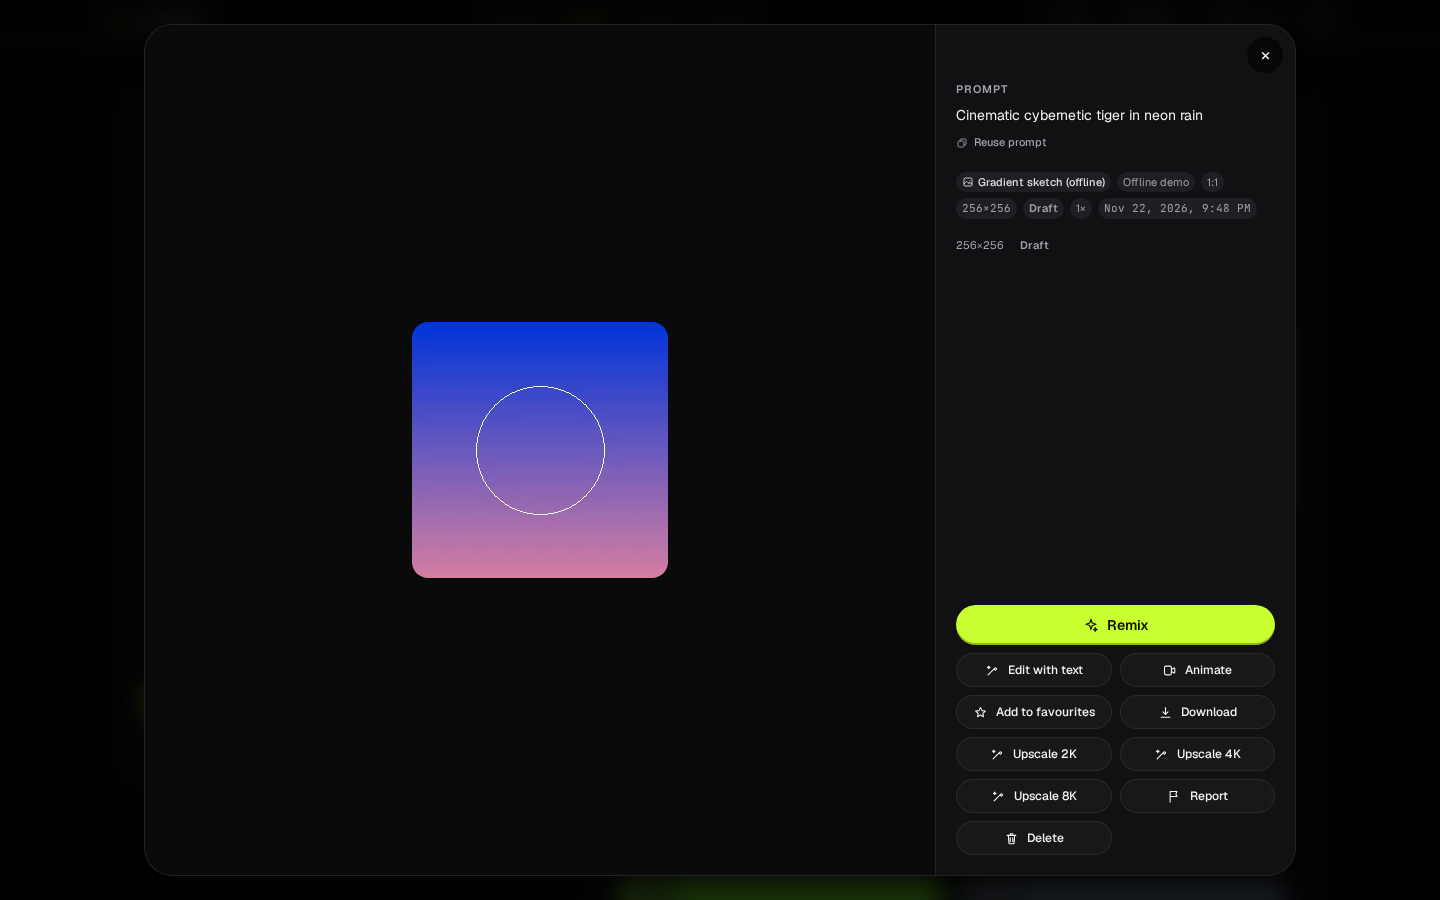 PROMPT
Cinematic cybernetic tiger in neon rain
Reuse prompt
Gradient sketch (offline) Offline demo 1:1
256×256 Draft 1× Nov 22, 2026, 9:48 PM
256×256 Draft
Remix
Edit with text Animate
Add to favourites Download
Upscale 2K Upscale 4K
Upscale 8K Report
Delete